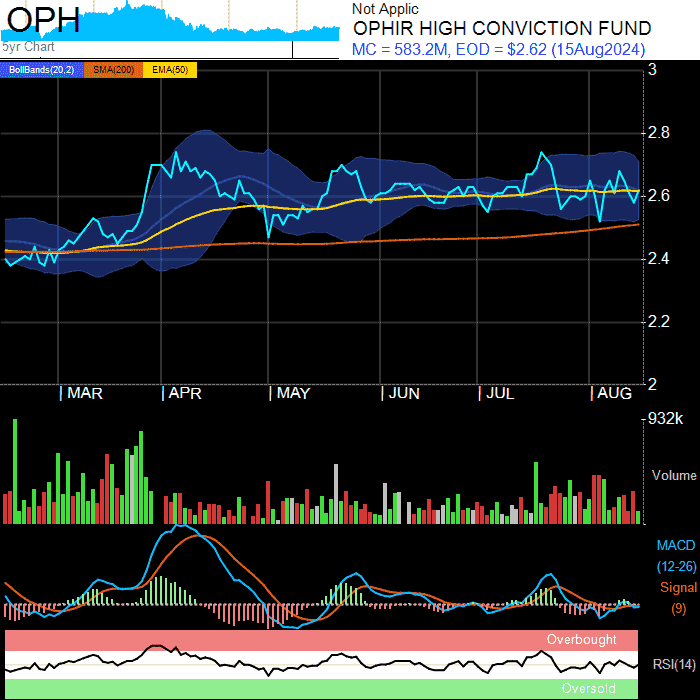 OPH
5yr Chart
Not Applic
OPHIR HIGH CONVICTION FUND
MC = 583.2M, EOD = $2.62 (15Aug2024)
BollBands(20,2) SMA(200) EMA(50)
3
2.8
2.6
2.4
2.2
2
MAR APR MAY JUN JUL AUG
932k
Volume
MACD
(12-26)
Signal
(9)
Overbought
RSI(14)
Oversold